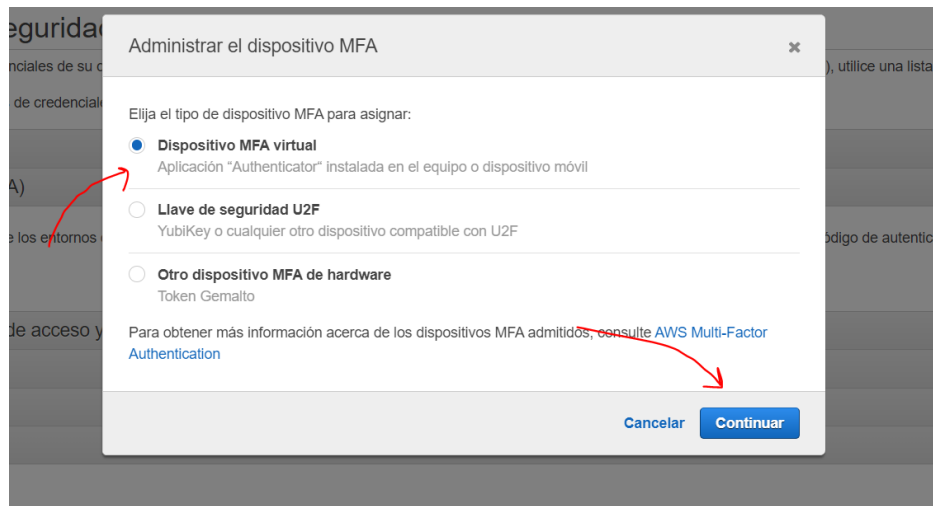 eguridad
Administrar el dispositivo MFA
nciales de su c
), utilice una lista
de credenciale
Elija el tipo de dispositivo MFA para asignar:
Dispositivo MFA virtual
Aplicación “Authenticator“ instalada en el equipo o dispositivo móvil
A)
Llave de seguridad U2F
YubiKey o cualquier otro dispositivo compatible con U2F
e los entornos
ódigo de autentic
Otro dispositivo MFA de hardware
Token Gemalto
de acceso y
Para obtener más información acerca de los dispositivos MFA admitidos, consulte AWS Multi-Factor
Authentication
Cancelar Continuar